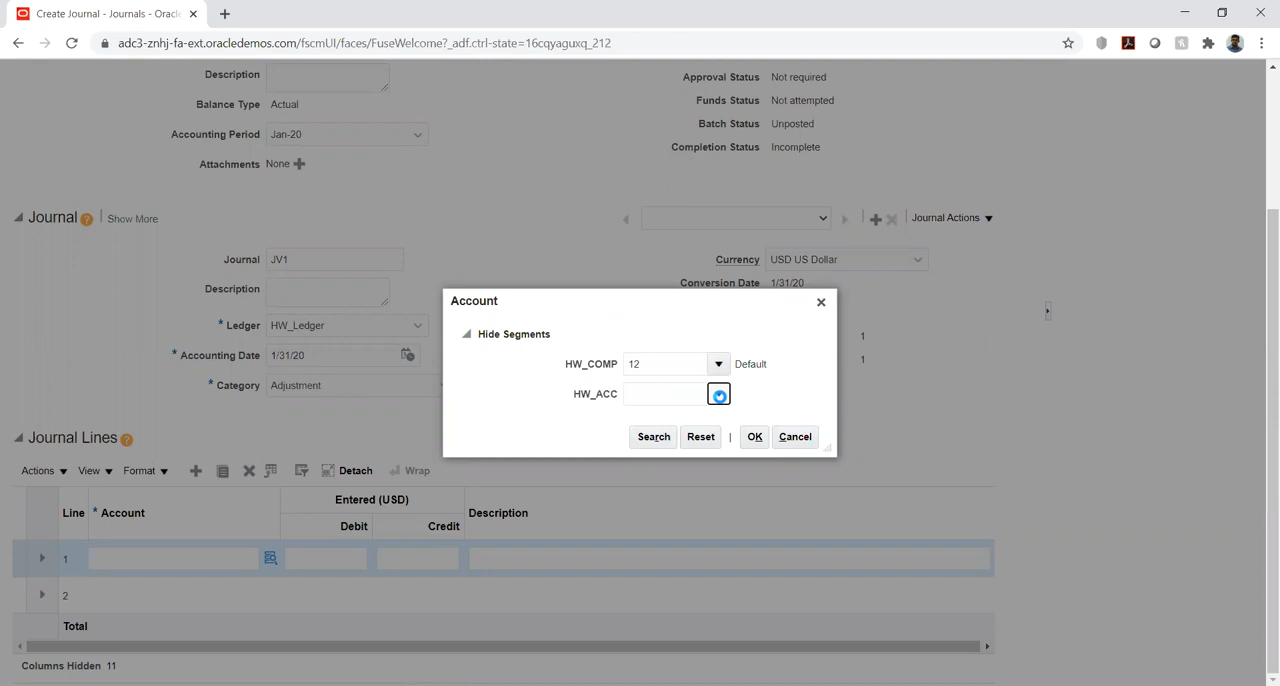 Create Journal - Journals - Oracle
adc3-znhj-fa-ext.oracledemos.com/fscmUI/faces/FuseWelcome?_adf.ctrl-state=16cqyaguxq_212
Description
Balance Type Actual
Accounting Period Jan-20
Attachments None
Approval Status Not required
Funds Status Not attempted
Batch Status Unposted
Completion Status Incomplete
Journal ? Show More
Journal Actions
Journal JV1
Description
* Ledger HW_Ledger
* Accounting Date 1/31/20
* Category Adjustment
Currency USD US Dollar
Conversion Date 1/31/20
1
1
Account
Hide Segments
HW_COMP 12 Default
HW_ACC
Search Reset | OK Cancel
Journal Lines ?
Actions View Format Detach Wrap
Line * Account Entered (USD) Description
Debit Credit
1
2
Total
Columns Hidden 11